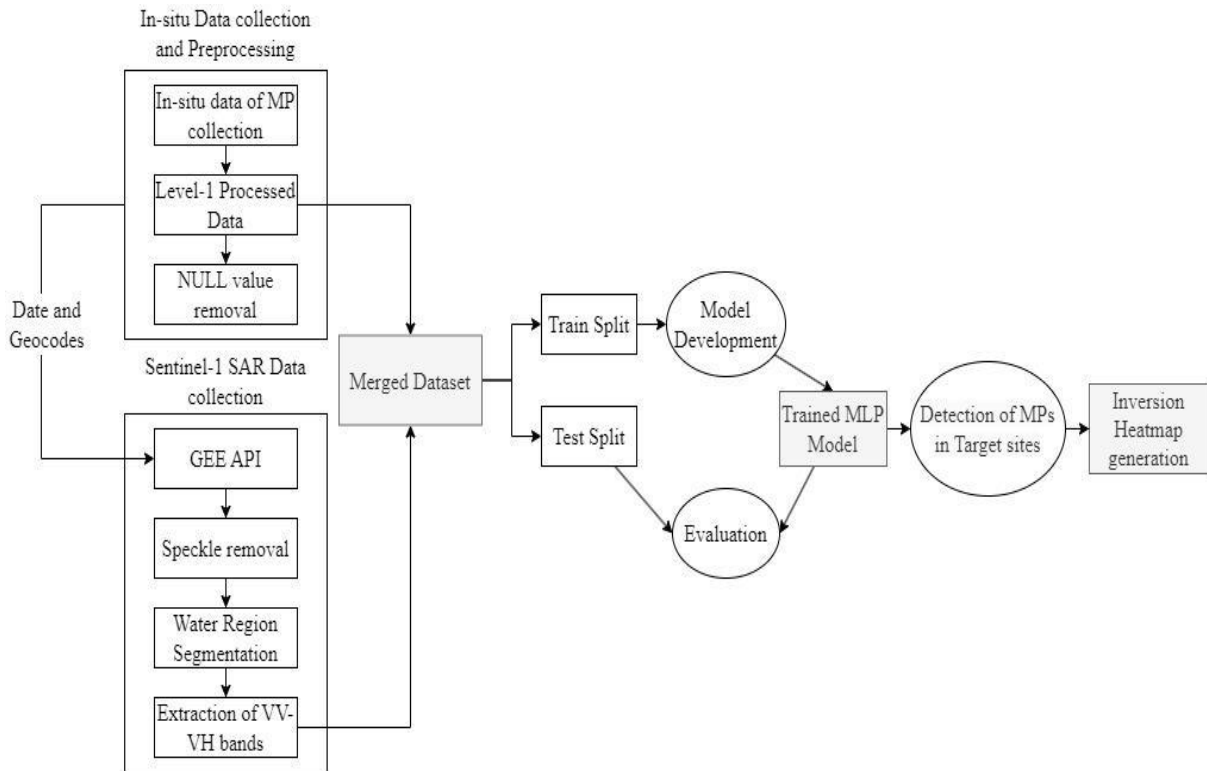 In-situ Data collection
and Preprocessing
In-situ data of MP
collection
Level-1 Processed
Data
NULL value
removal
Date and
Geocodes
Sentinel-1 SAR Data
collection
GEE API
Speckle removal
Water Region
Segmentation
Extraction of VV-
VH bands
Merged Dataset
Train Split
Test Split
Model
Development
Trained MLP
Model
Evaluation
Detection of MPs
in Target sites
Inversion
Heatmap
generation